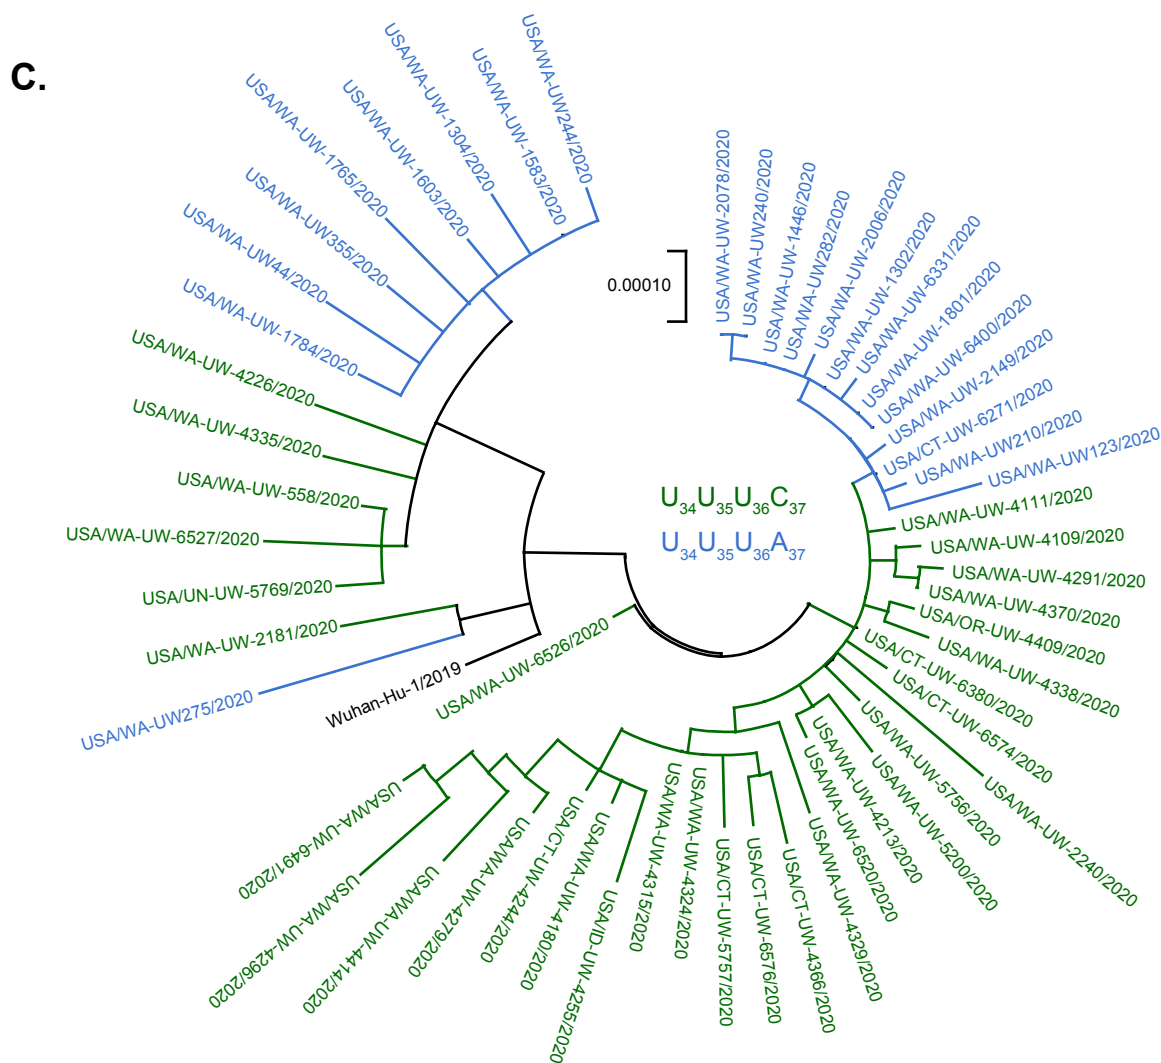 C.
USA/WA-UW244/2020
USA/WA-UW-1583/2020
USA/WA-UW-1304/2020
USA/WA-UW-1603/2020
USA/WA-UW-1765/2020
USA/WA-UW355/2020
USA/WA-UW44/2020
USA/WA-UW-1784/2020
USA/WA-UW-4226/2020
USA/WA-UW-4335/2020
USA/WA-UW-558/2020
USA/WA-UW-6527/2020
USA/UN-UW-5769/2020
USA/WA-UW-2181/2020
USA/WA-UW275/2020
Wuhan-Hu-1/2019
USA/WA-UW-6526/2020
0.00010
U34U35U36C37
U34U35U36A37
USA/WA-UW-2078/2020
USA/WA-UW240/2020
USA/WA-UW-1446/2020
USA/WA-UW282/2020
USA/WA-UW-2006/2020
USA/WA-UW-1302/2020
USA/WA-UW-6331/2020
USA/WA-UW-1801/2020
USA/WA-UW-6400/2020
USA/WA-UW-2149/2020
USA/CT-UW-6271/2020
USA/WA-UW210/2020
USA/WA-UW123/2020
USA/WA-UW-4111/2020
USA/WA-UW-4109/2020
USA/WA-UW-4291/2020
USA/WA-UW-4370/2020
USA/OR-UW-4409/2020
USA/WA-UW-4338/2020
USA/CT-UW-6380/2020
USA/CT-UW-6574/2020
USA/WA-UW-2240/2020
USA/WA-UW-5756/2020
USA/WA-UW-5200/2020
USA/WA-UW-4213/2020
USA/WA-UW-6520/2020
USA/WA-UW-4329/2020
USA/CT-UW-4366/2020
USA/CT-UW-6576/2020
USA/CT-UW-5757/2020
USA/WA-UW-4324/2020
USA/WA-UW-4315/2020
USA/ID-UW-4255/2020
USA/WA-UW-4180/2020
USA/CT-UW-4244/2020
USA/WA-UW-4279/2020
USA/WA-UW-4414/2020
USA/WA-UW-4296/2020
USA/WA-UW-6491/2020